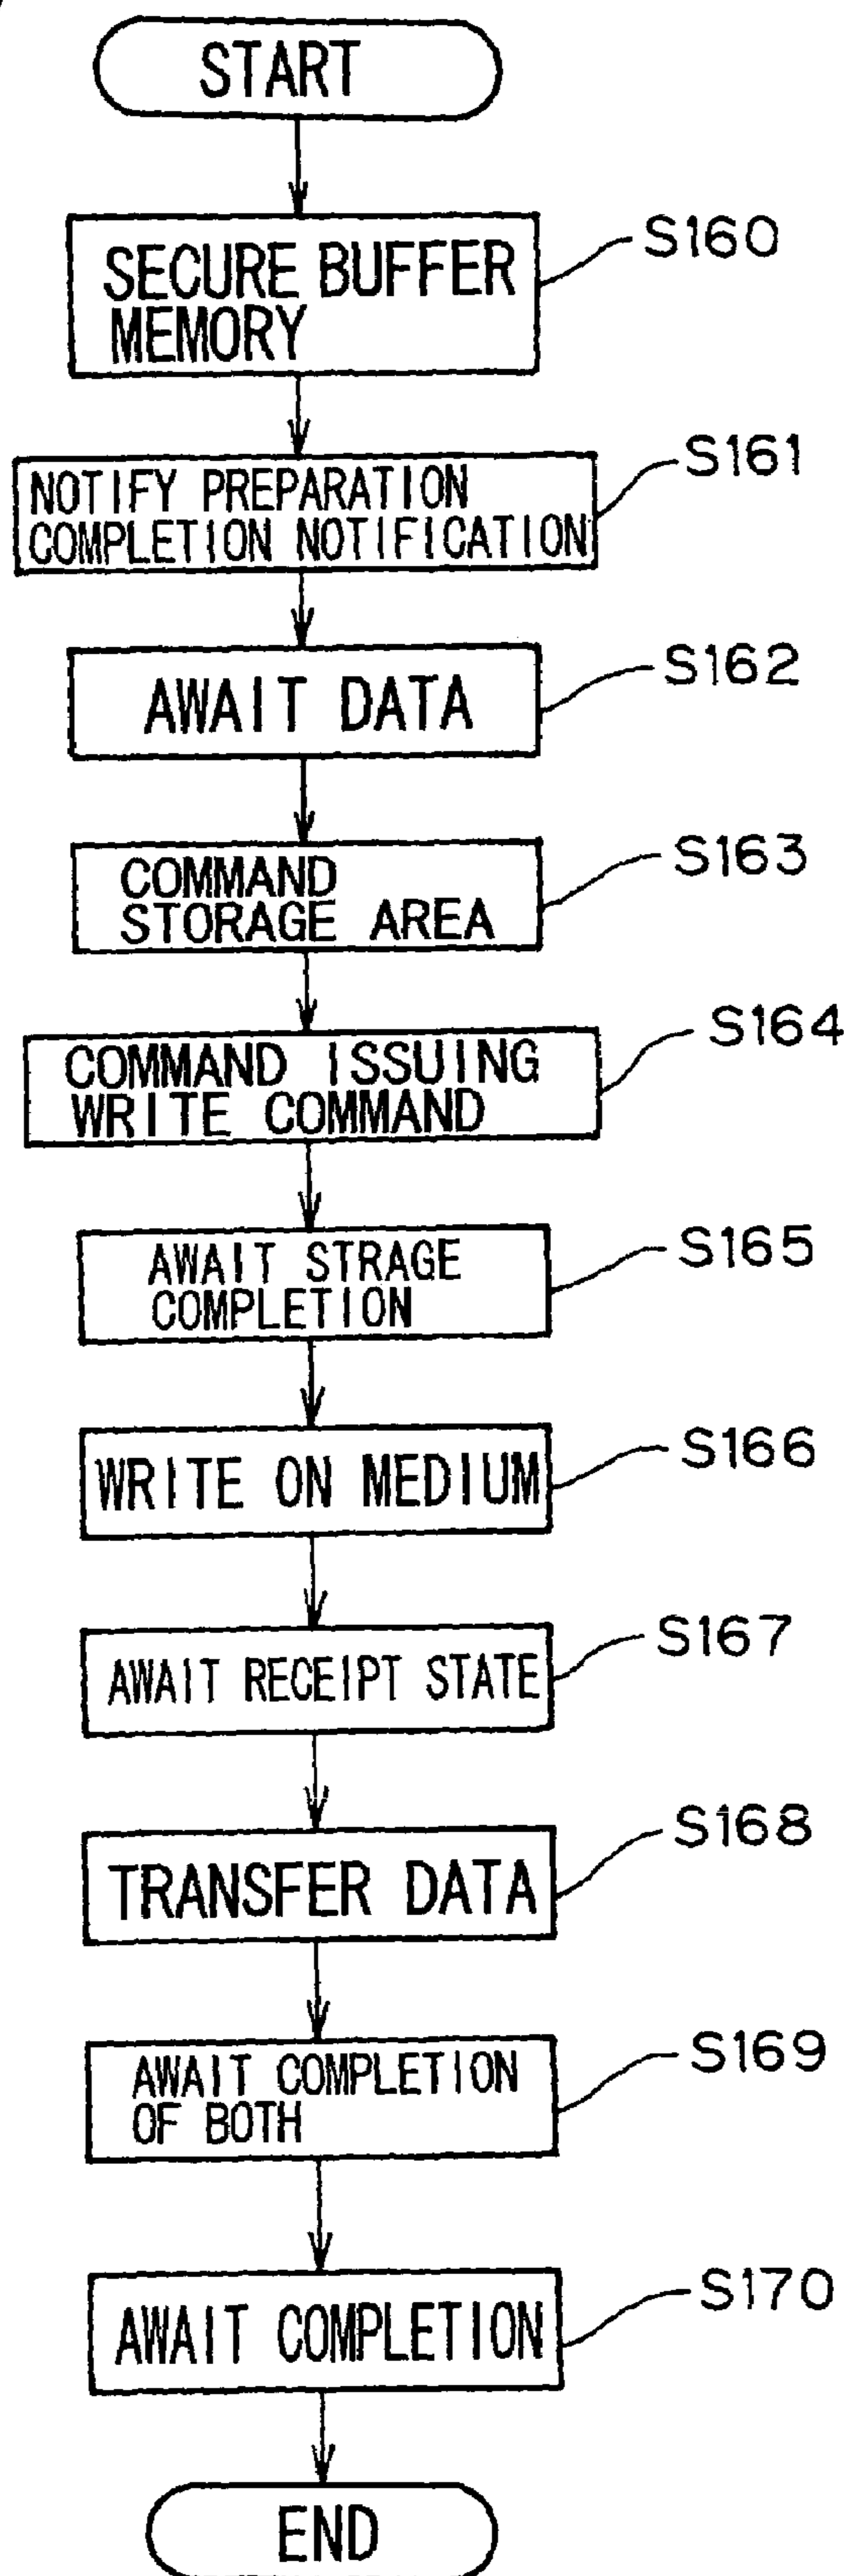 START
SECURE BUFFER
MEMORY
S160
NOTIFY PREPARATION
COMPLETION NOTIFICATION
S161
AWAIT DATA
S162
COMMAND
STORAGE AREA
S163
COMMAND ISSUING
WRITE COMMAND
S164
AWAIT STRAGE
COMPLETION
S165
WRITE ON MEDIUM
S166
AWAIT RECEIPT STATE
S167
TRANSFER DATA
S168
AWAIT COMPLETION
OF BOTH
S169
AWAIT COMPLETION
S170
END